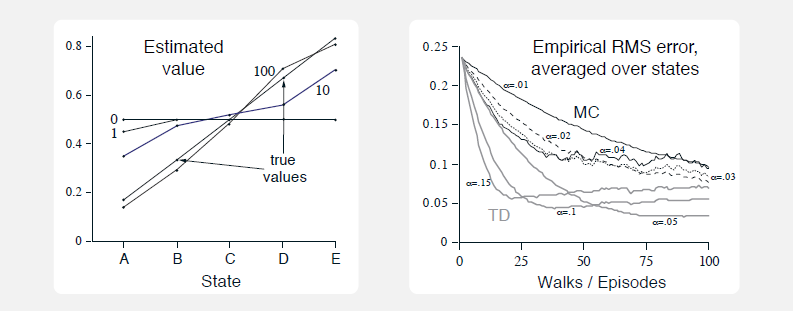 Estimated
value
0.8
0.6
0.4
0.2
0
0
1
100
10
true
values
A B C D E
State
Empirical RMS error,
averaged over states
0.25
0.2
0.15
0.1
0.05
0
α=.01
MC
α=.02
α=.04
α=.03
α=.15
TD
α=.1
α=.05
0 25 50 75 100
Walks / Episodes